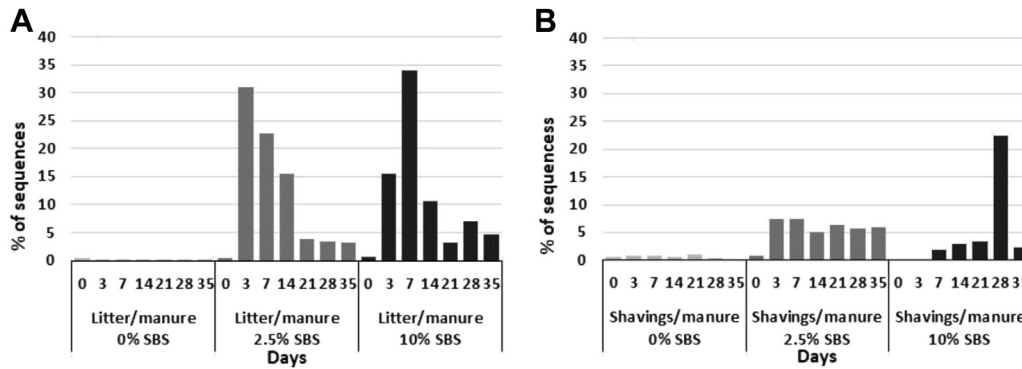 A
% of sequences
40
35
30
25
20
15
10
5
0
0 3 7 14 21 28 35 0 3 7 14 21 28 35 0 3 7 14 21 28 35
Litter/manure Litter/manure Litter/manure
0% SBS 2.5% SBS 10% SBS
Days
B
% of sequencess
40
35
30
25
20
15
10
5
0
0 3 7 14 21 28 35 0 3 7 14 21 28 35 0 3 7 14 21 28 3
Shavings/manure Shavings/manure Shavings/manure
0% SBS 2.5% SBS 10% SBS
Days